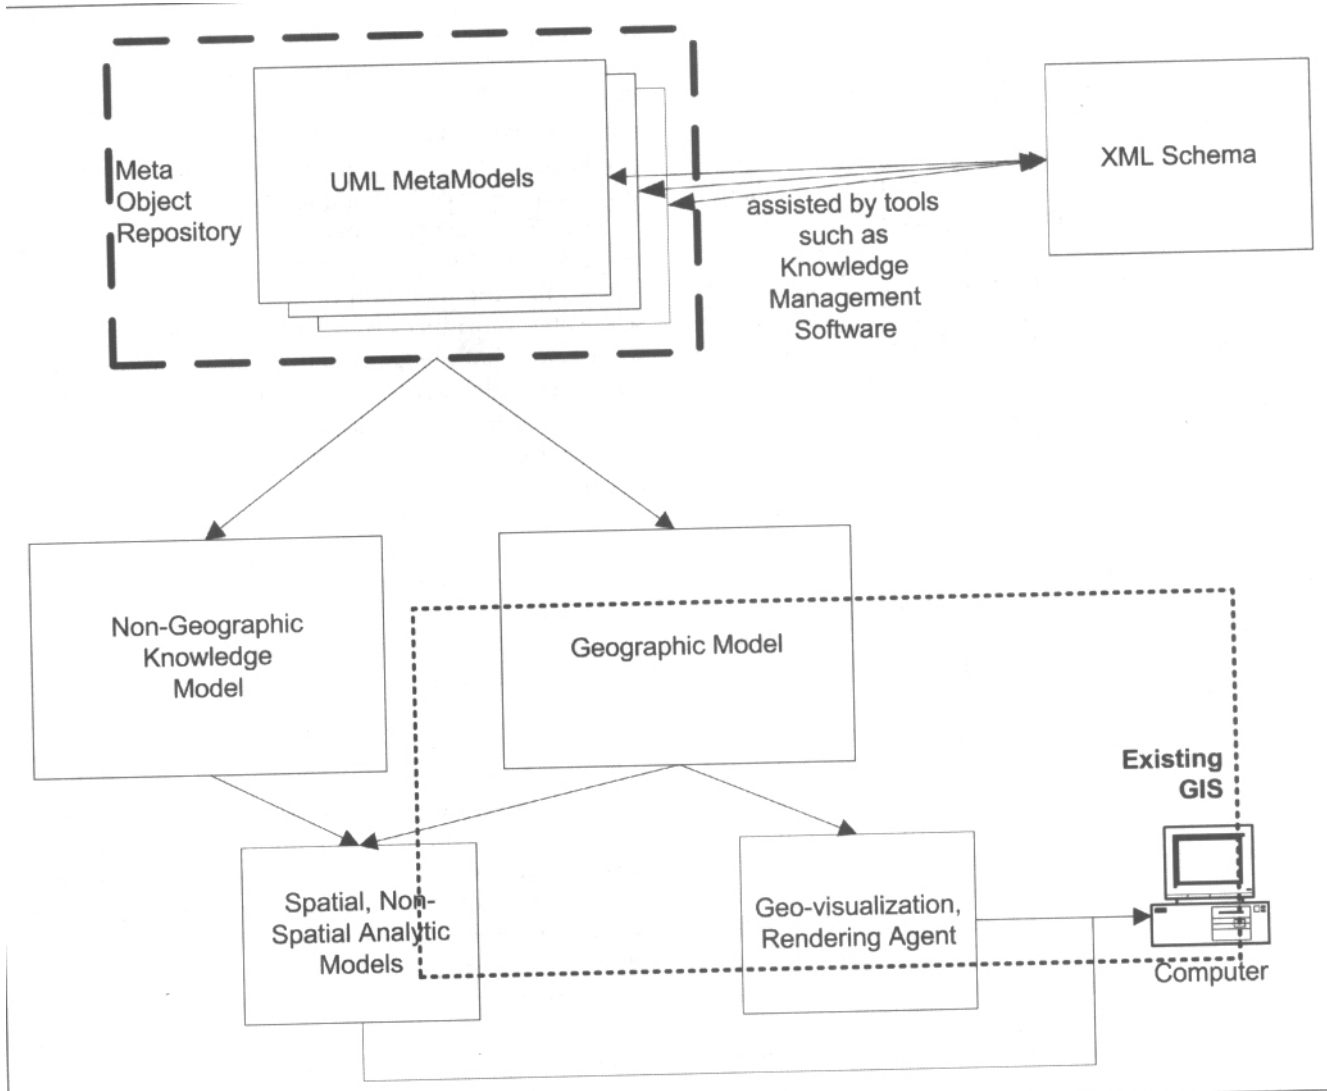 Meta
Object
Repository
UML MetaModels
XML Schema
assisted by tools
such as
Knowledge
Management
Software
Non-Geographic
Knowledge
Model
Geographic Model
Existing
GIS
Spatial, Non-
Spatial Analytic
Models
Geo-visualization,
Rendering Agent
Computer